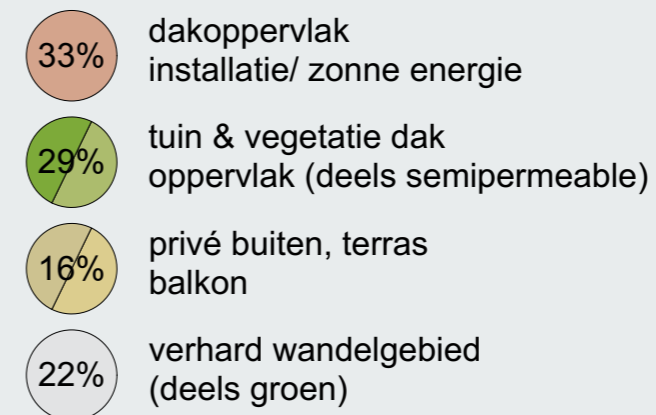 33%
dakoppervlak
installatie/ zonne energie
29%
tuin & vegetatie dak
oppervlak (deels semipermeable)
16%
privé buiten, terras
balkon
22%
verhard wandelgebied
(deels groen)